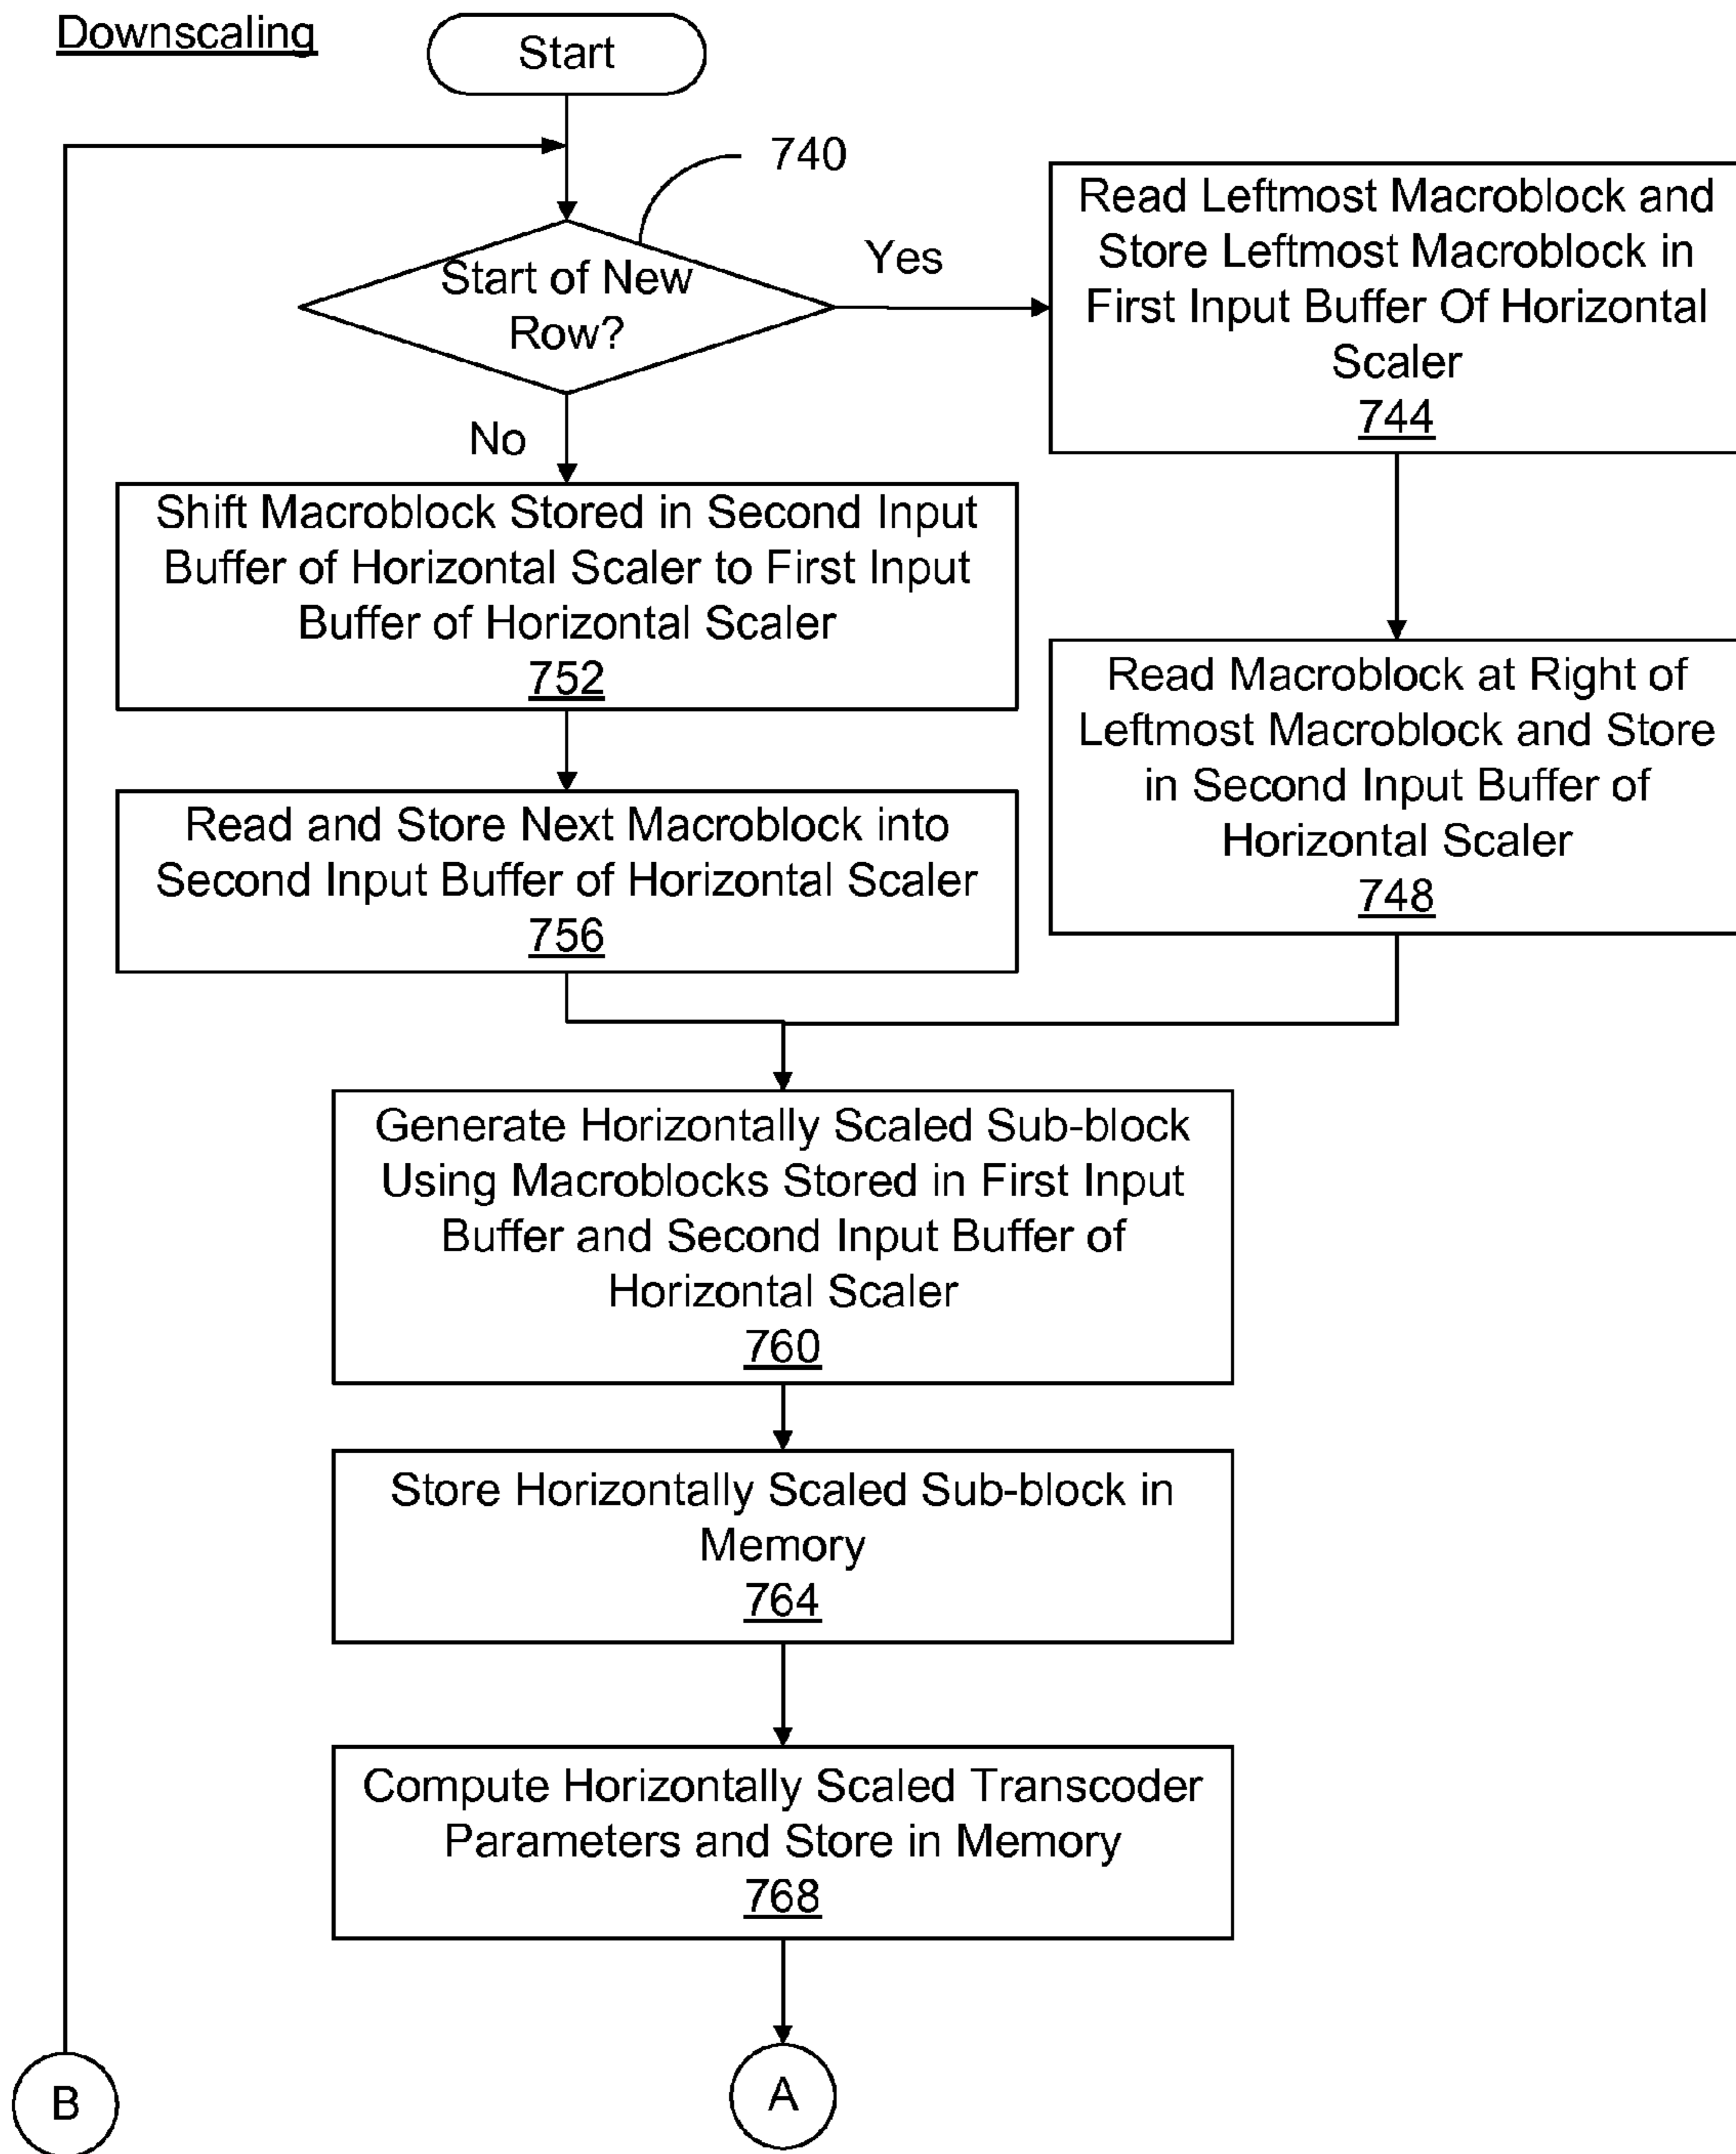 Downscaling
Start
740
Start of New
Row?
Yes
No
Read Leftmost Macroblock and
Store Leftmost Macroblock in
First Input Buffer Of Horizontal
Scaler
744
Shift Macroblock Stored in Second Input
Buffer of Horizontal Scaler to First Input
Buffer of Horizontal Scaler
752
Read Macroblock at Right of
Leftmost Macroblock and Store
in Second Input Buffer of
Horizontal Scaler
748
Read and Store Next Macroblock into
Second Input Buffer of Horizontal Scaler
756
Generate Horizontally Scaled Sub-block
Using Macroblocks Stored in First Input
Buffer and Second Input Buffer of
Horizontal Scaler
760
Store Horizontally Scaled Sub-block in
Memory
764
Compute Horizontally Scaled Transcoder
Parameters and Store in Memory
768
B
A